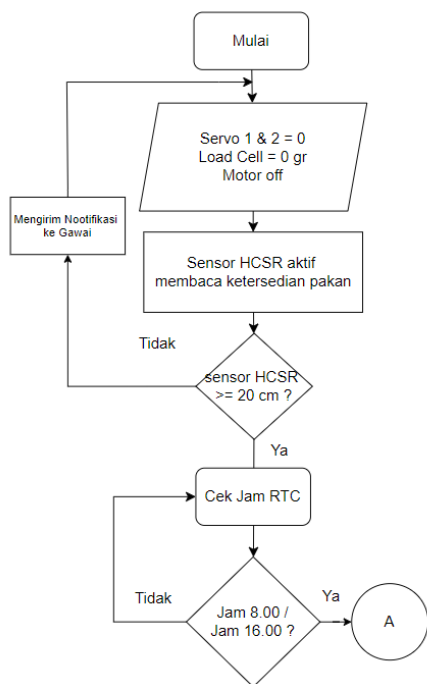 Mulai
Servo 1 & 2 = 0
Load Cell = 0 gr
Motor off
Mengirim Nootifikasi
ke Gawai
Sensor HCSR aktif
membaca ketersedian pakan
Tidak
sensor HCSR
>= 20 cm ?
Ya
Cek Jam RTC
Tidak
Jam 8.00 /
Jam 16.00 ?
Ya
A